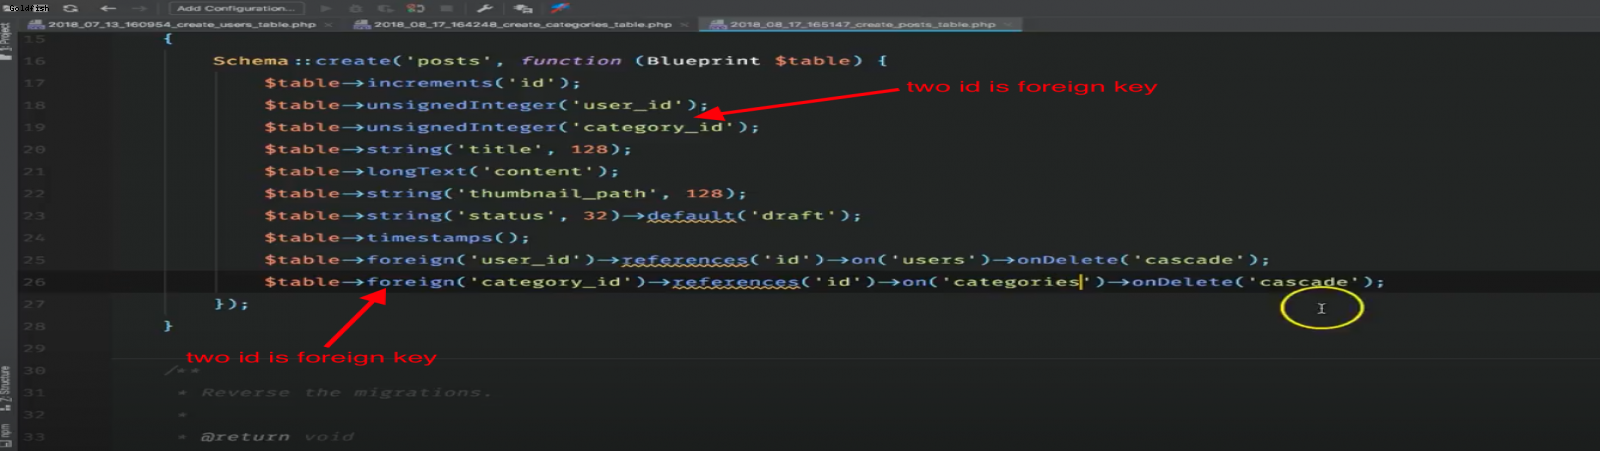 Goldfish
Add Configuration...
2018_07_13_160954_create_users_table.php × 2018_08_17_164248_create_categories_table.php × 2018_08_17_165147_create_posts_table.php ×
1: Project
15 {
16 Schema::create('posts', function (Blueprint $table) {
17 $table→increments('id');
two id is foreign key
18 $table→unsignedInteger('user_id');
19 $table→unsignedInteger('category_id');
20 $table→string('title', 128);
21 $table→longText('content');
22 $table→string('thumbnail_path', 128);
23 $table→string('status', 32)→default('draft');
24 $table→timestamps();
25 $table→foreign('user_id')→references('id')→on('users')→onDelete('cascade');
26 $table→foreign('category_id')→references('id')→on('categories')→onDelete('cascade');
27 });
28 }
29
two id is foreign key
30 /**
31 * Reverse the migrations.
32 *
33 * @return void
Z: Structure
npm